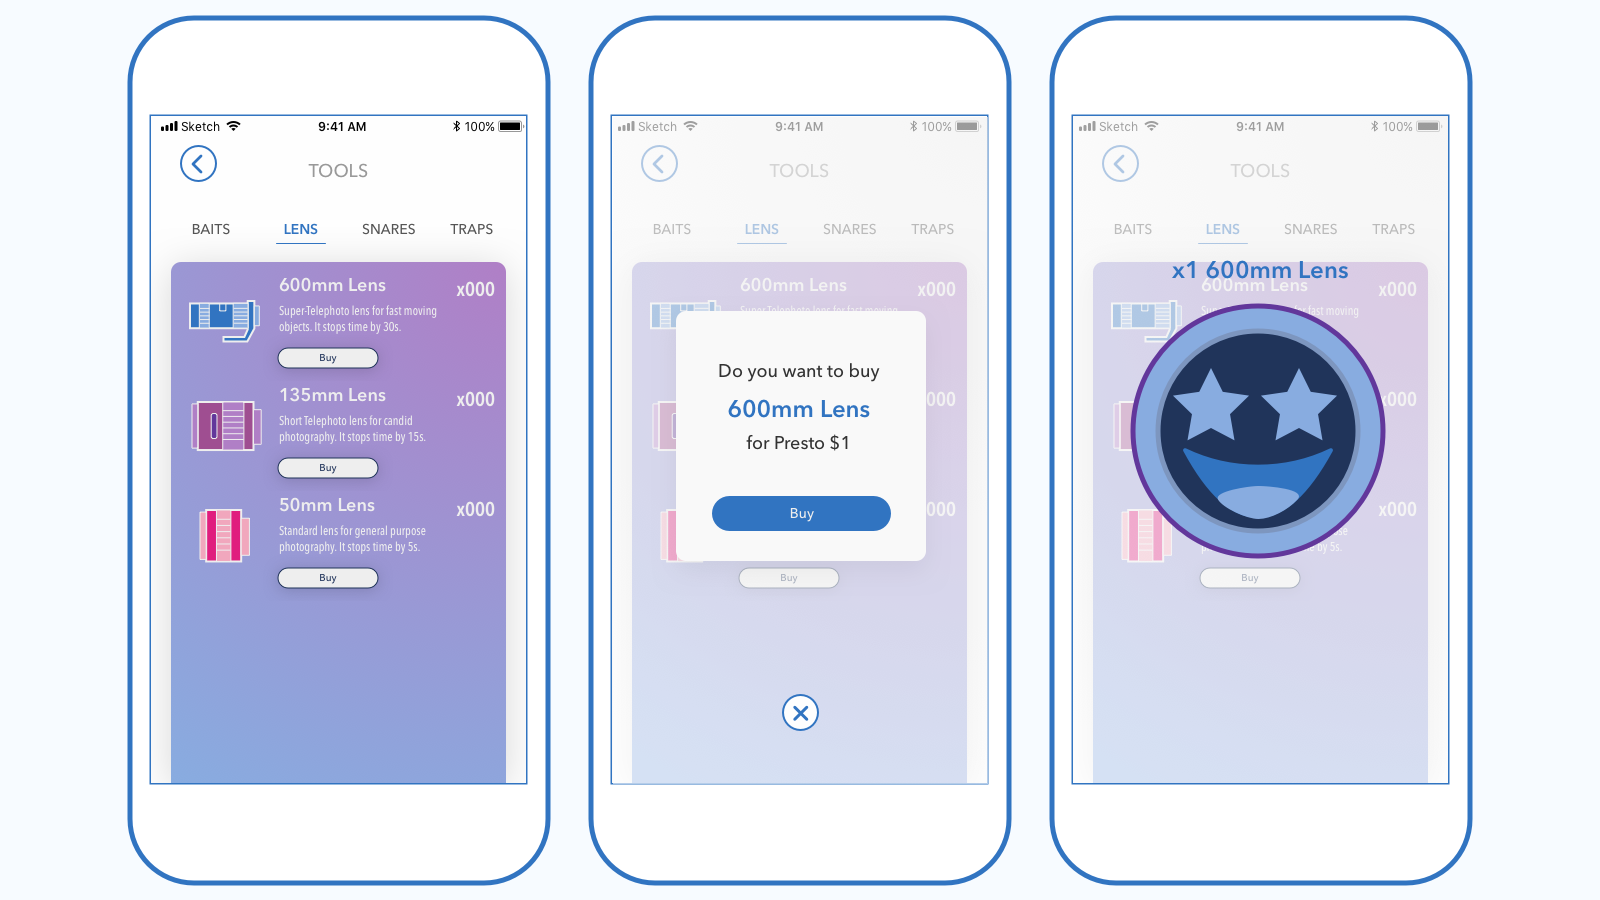 Sketch 9:41 AM 100%
TOOLS
BAITS LENS SNARES TRAPS
600mm Lens x000
Super-Telephoto lens for fast moving
objects. It stops time by 30s.
Buy
135mm Lens x000
Short Telephoto lens for candid
photography. It stops time by 15s.
Buy
50mm Lens x000
Standard lens for general purpose
photography. It stops time by 5s.
Buy
Sketch 9:41 AM 100%
TOOLS
BAITS LENS SNARES TRAPS
600mm Lens x000
Super-Telephoto lens for fast moving
Do you want to buy
600mm Lens
for Presto $1
Buy
000
000
Buy
Sketch 9:41 AM 100%
TOOLS
BAITS LENS SNARES TRAPS
x1 600mm Lens
600mm Lens x000
fast moving
x000
x000
by 5s.
Buy